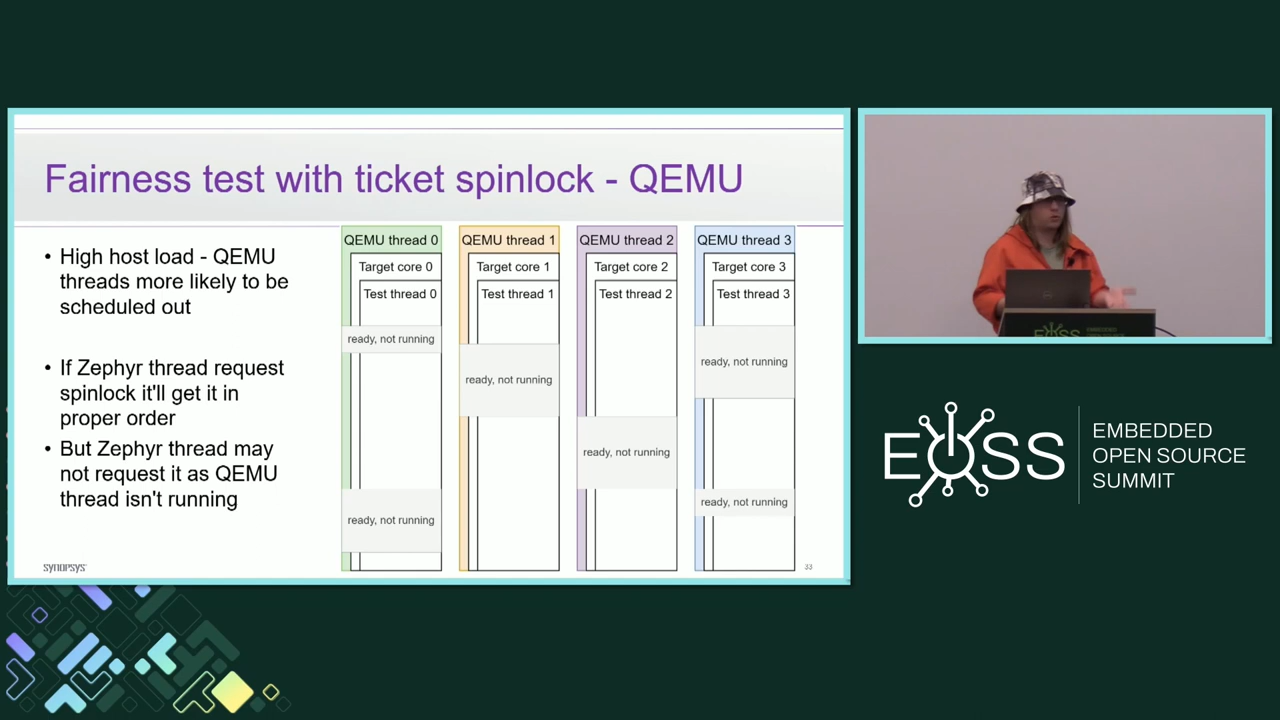 Fairness test with ticket spinlock - QEMU
• High host load - QEMU
threads more likely to be
scheduled out
• If Zephyr thread request
spinlock it'll get it in
proper order
• But Zephyr thread may
not request it as QEMU
thread isn't running
QEMU thread 0
Target core 0
Test thread 0
ready, not running
ready, not running
QEMU thread 1
Target core 1
Test thread 1
ready, not running
QEMU thread 2
Target core 2
Test thread 2
ready, not running
QEMU thread 3
Target core 3
Test thread 3
ready, not running
ready, not running
SYNOPSYS
33
EOSS
EOSS
EMBEDDED
OPEN SOURCE
SUMMIT